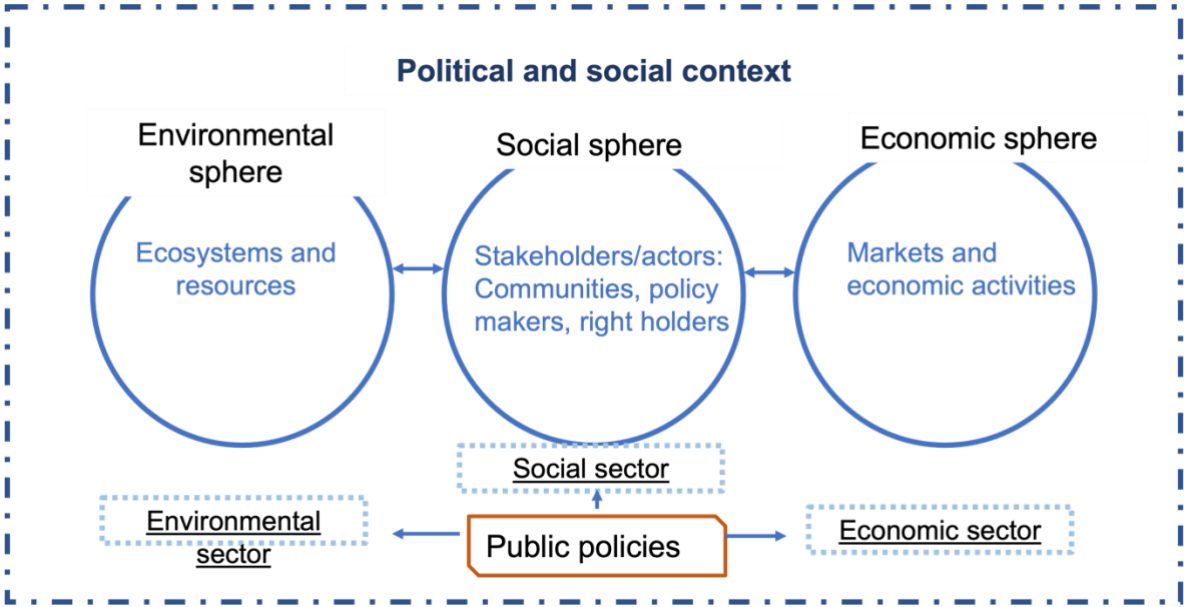 Political and social context
Environmental
sphere
Social sphere
Economic sphere
Ecosystems and
resources
Stakeholders/actors:
Communities, policy
makers, right holders
Markets and
economic activities
Social sector
Environmental
sector
Public policies
Economic sector